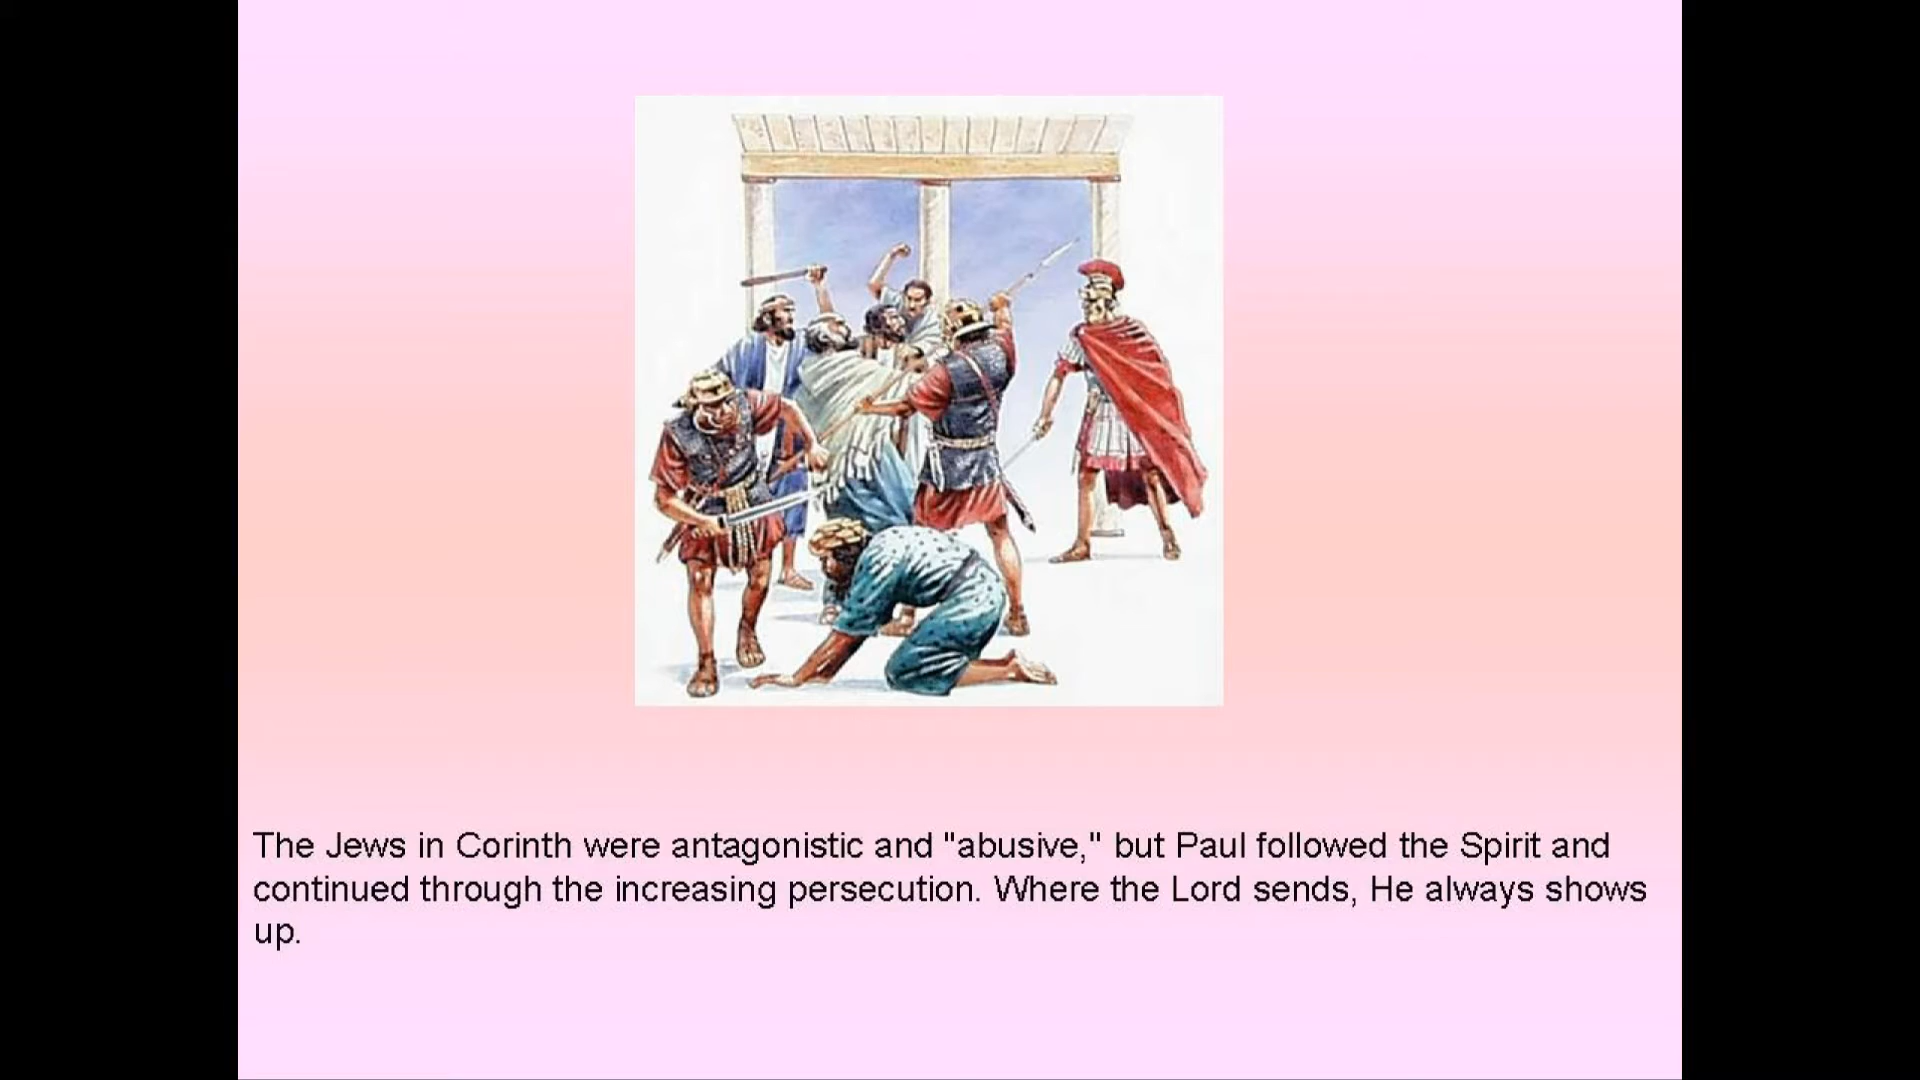 The Jews in Corinth were antagonistic and "abusive," but Paul followed the Spirit and
continued through the increasing persecution. Where the Lord sends, He always shows
up.